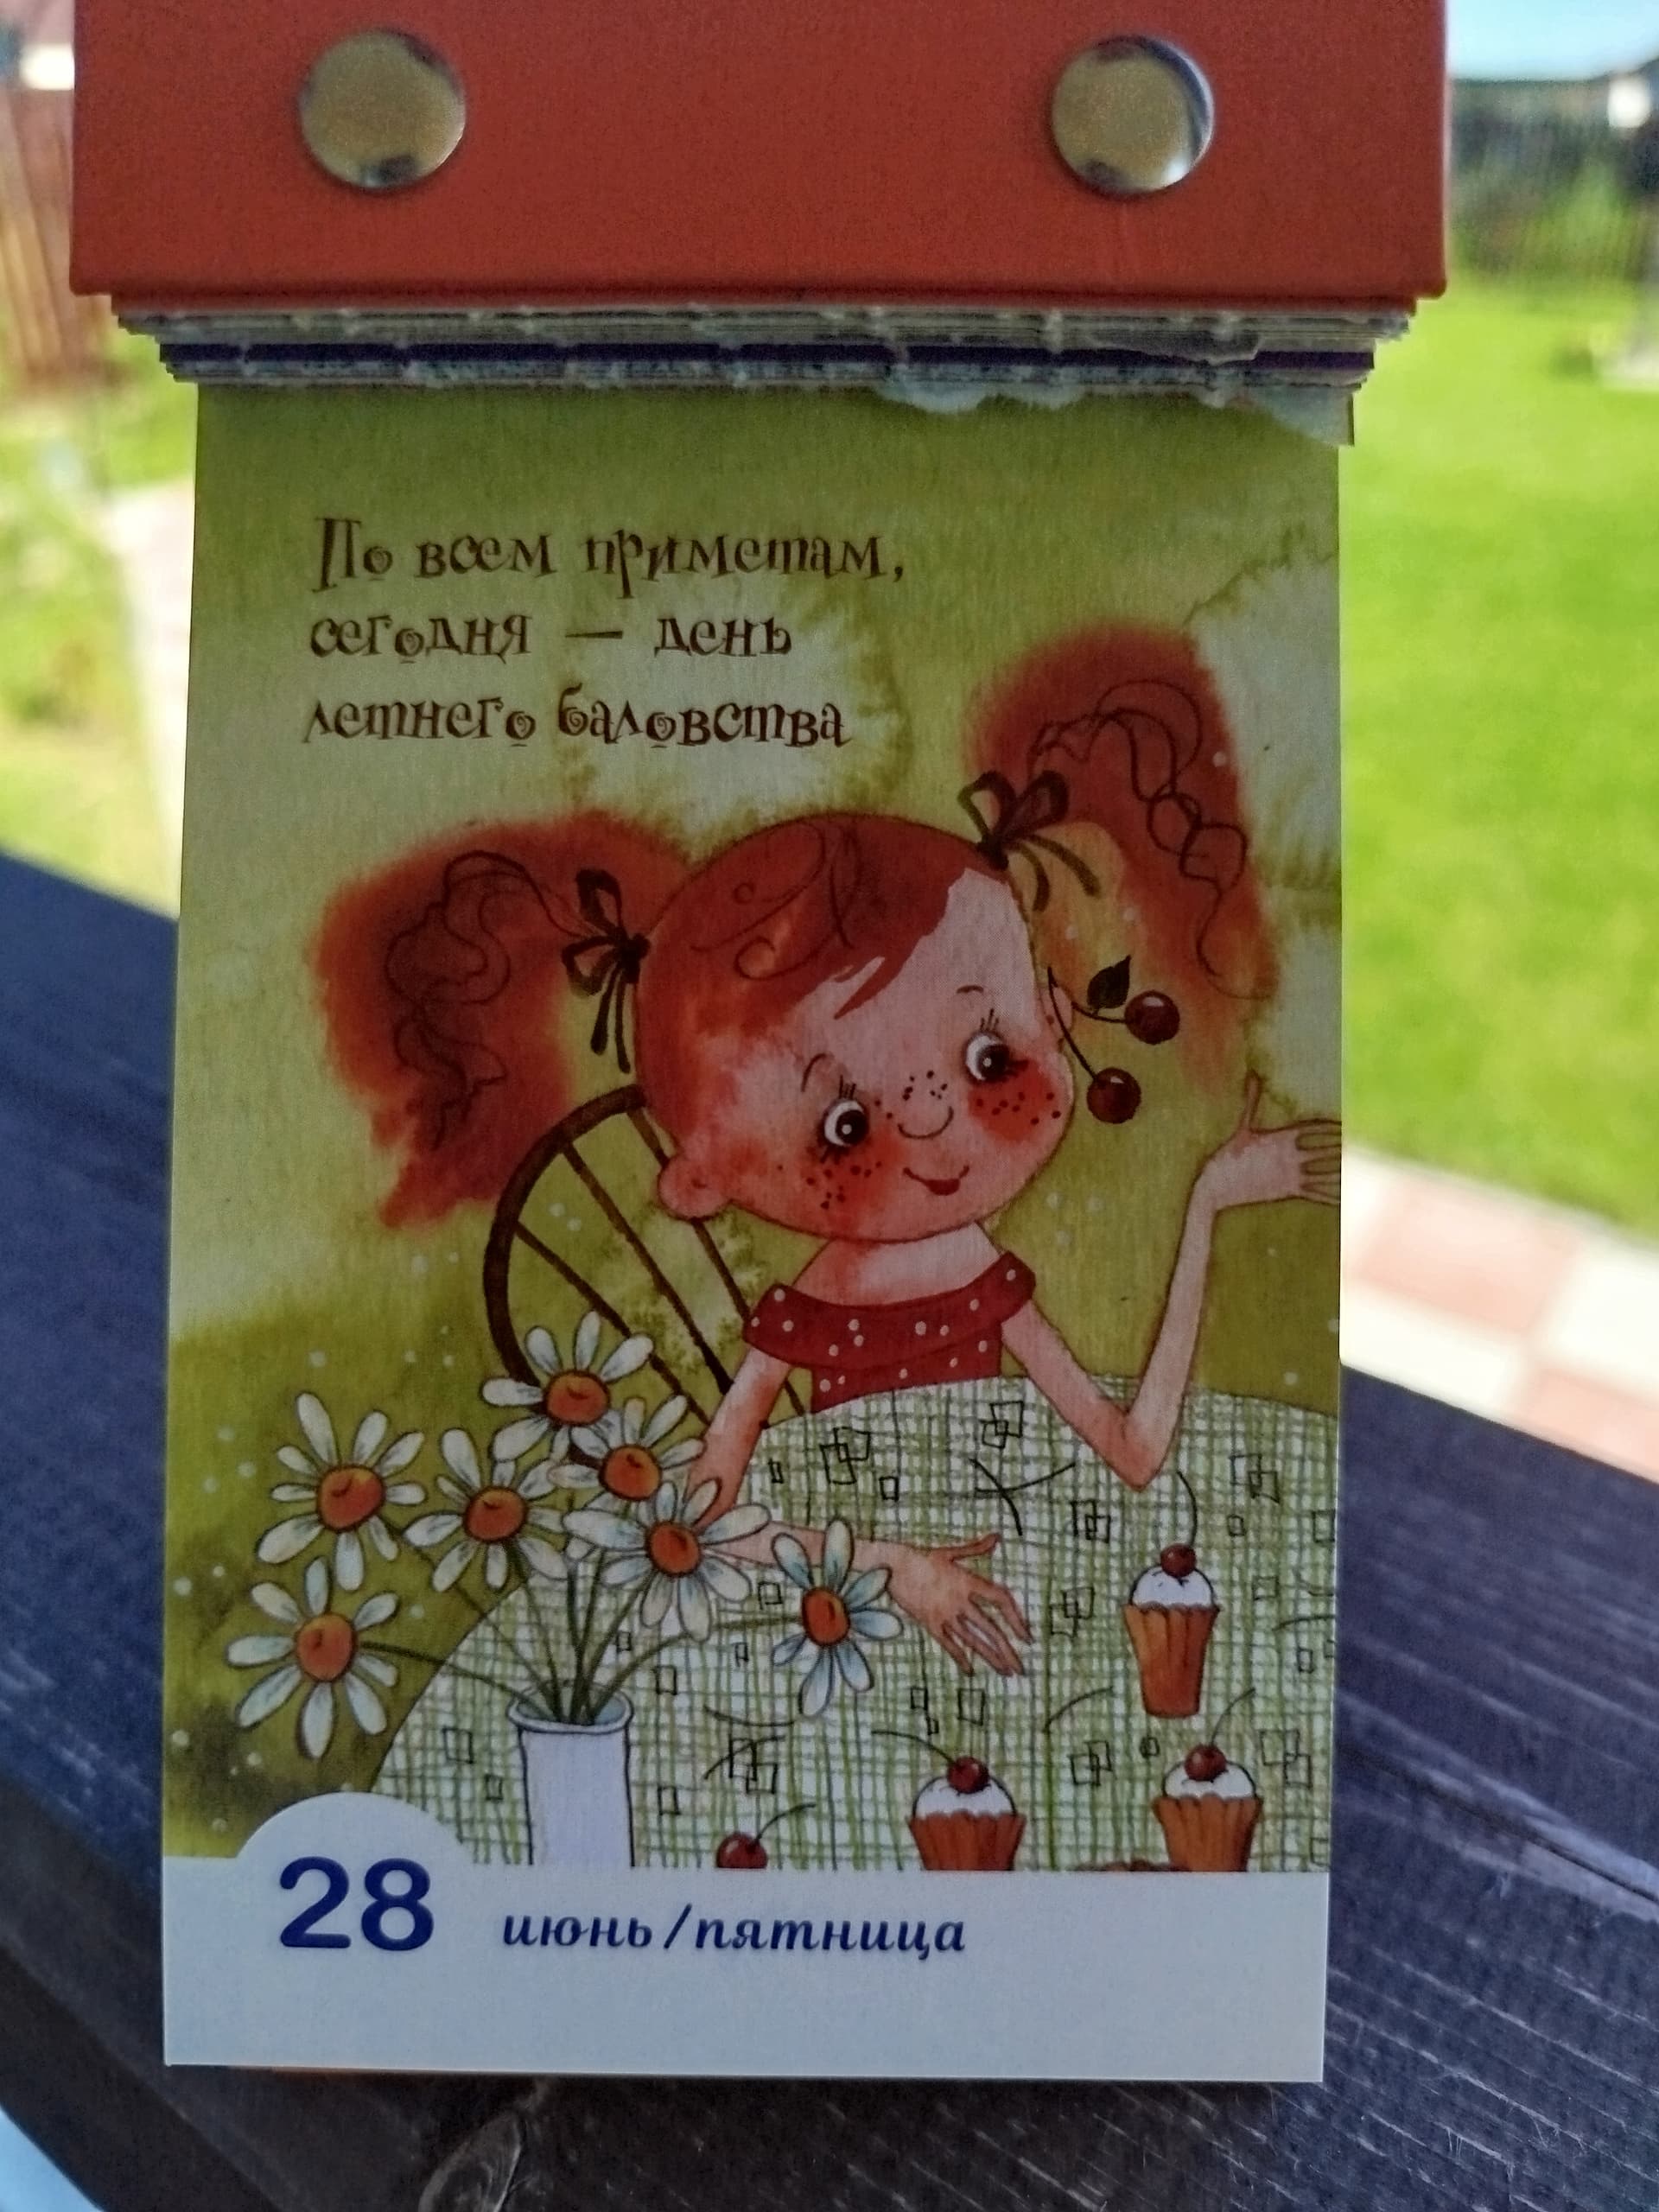 По всем приметам,
сегодня — день
летнего баловства
28 июнь/пятница